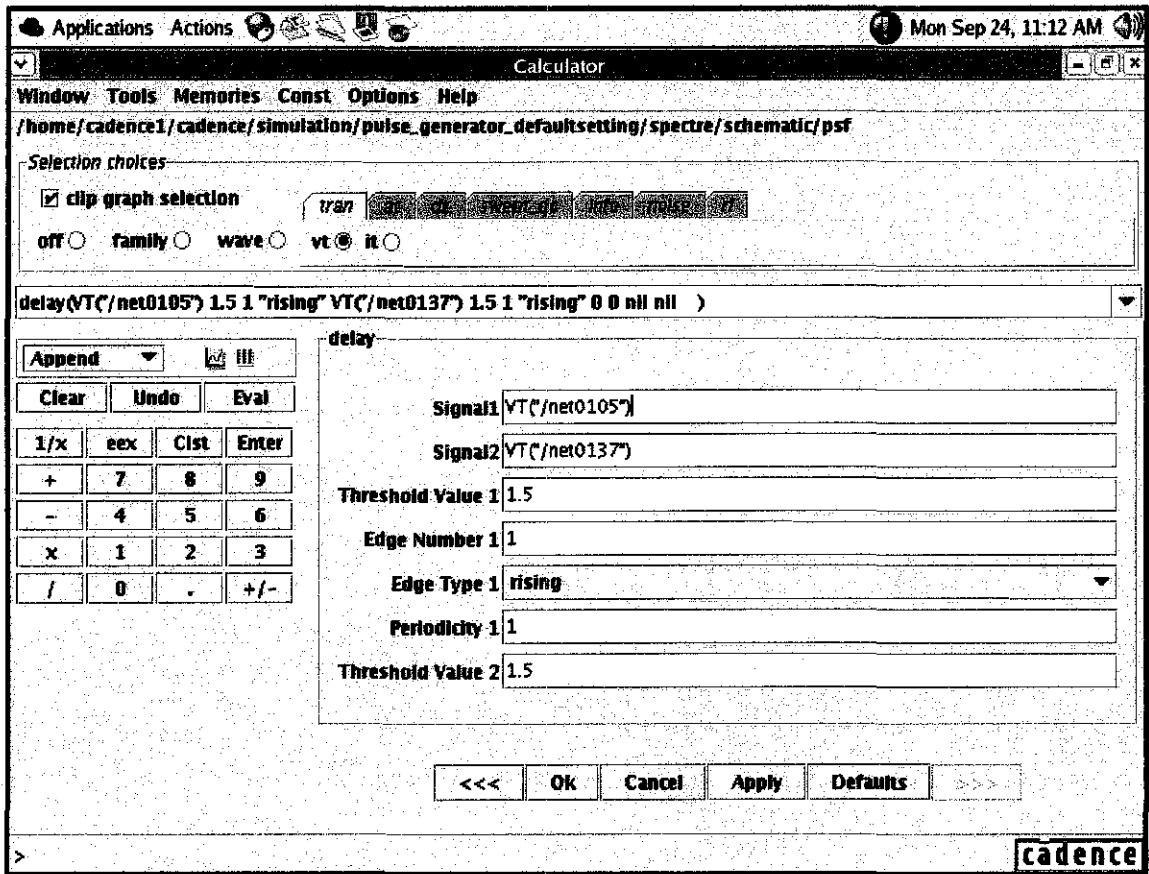 Applications Actions Mon Sep 24, 11:12 AM
Calculator
Window Tools Memories Const Options Help
/home/cadence1/cadence/simulation/pulse_generator_defaultsetting/spectre/schematic/psf
Selection choices
clip graph selection tran
off family wave vt it
delay(VT("/net0105") 1.5 1 "rising" VT("/net0137") 1.5 1 "rising" 0 0 nil nil )
Append
Clear Undo Eval
1/x eex Clst Enter
+ 7 8 9
- 4 5 6
x 1 2 3
/ 0 . +/-
delay
Signal1 VT("/net0105")
Signal2 VT("/net0137")
Threshold Value 1 1.5
Edge Number 1 1
Edge Type 1 rising
Periodicity 1 1
Threshold Value 2 1.5
<<< Ok Cancel Apply Defaults >>>
>
cadence